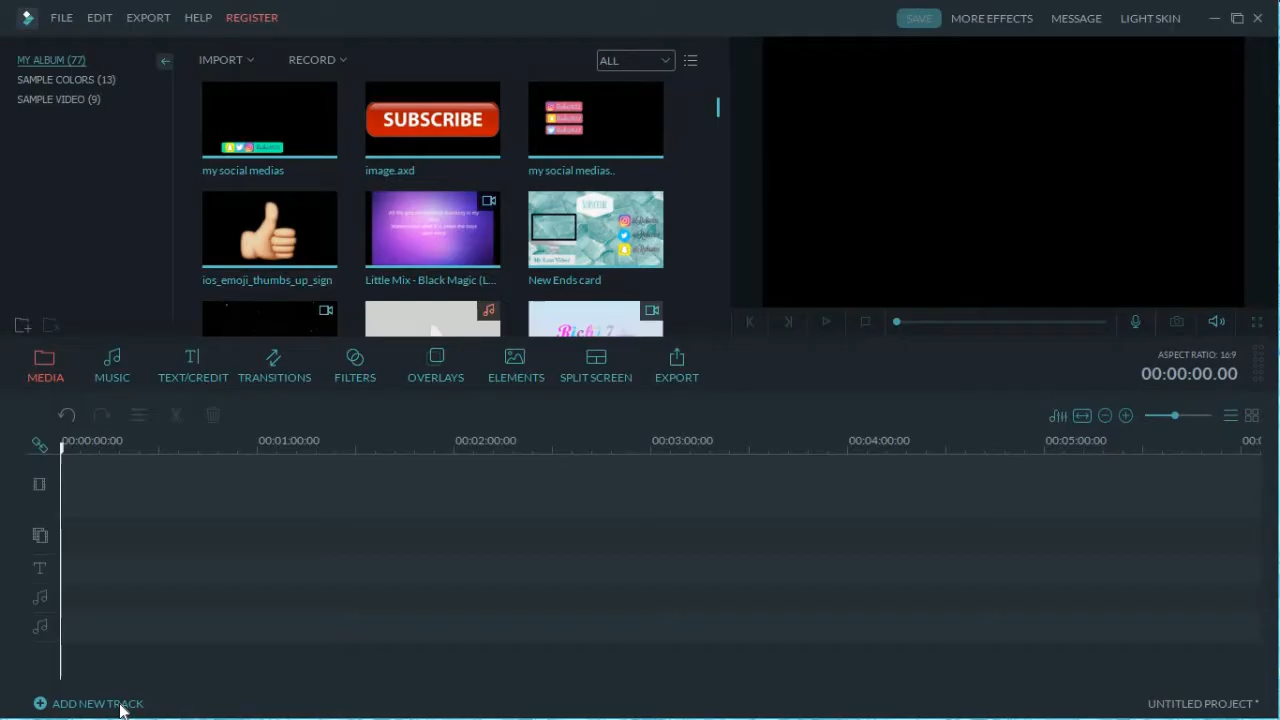 FILE EDIT EXPORT HELP REGISTER SAVE MORE EFFECTS MESSAGE LIGHT SKIN
MY ALBUM (77)
SAMPLE COLORS (13)
SAMPLE VIDEO (9)
IMPORT RECORD ALL
SUBSCRIBE
my social medias image.axd my social medias..
SUBSCRIBE
ios_emoji_thumbs_up_sign Little Mix - Black Magic (L... New Ends card
MEDIA MUSIC TEXT/CREDIT TRANSITIONS FILTERS OVERLAYS ELEMENTS SPLIT SCREEN EXPORT
ASPECT RATIO: 16:9
00:00:00.00
00:00:00:00 00:01:00:00 00:02:00:00 00:03:00:00 00:04:00:00 00:05:00:00
ADD NEW TRACK UNTITLED PROJECT *